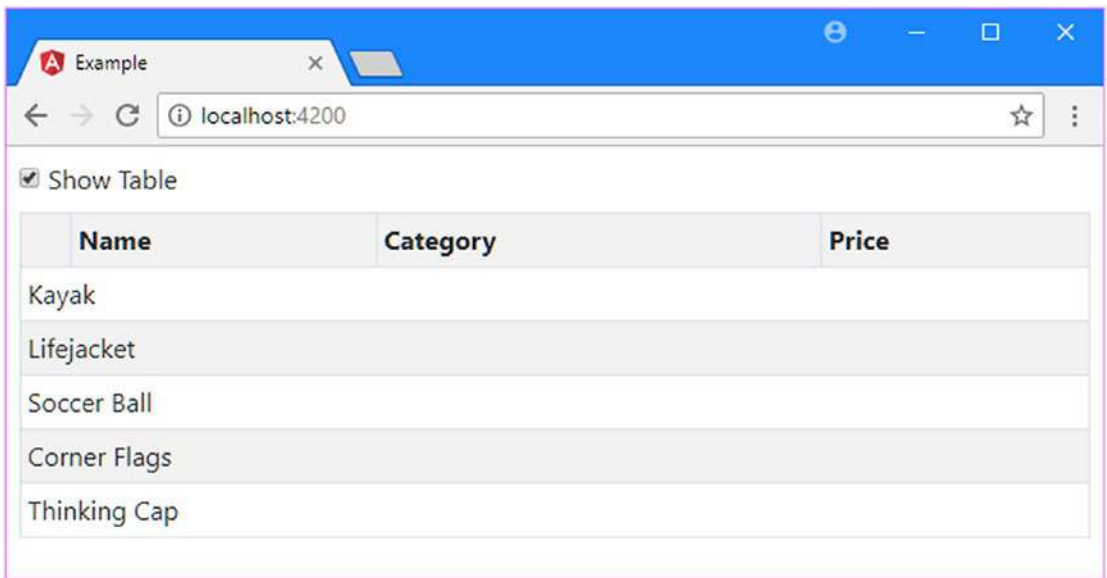 Example
localhost:4200
Show Table
Name Category Price
Kayak
Lifejacket
Soccer Ball
Corner Flags
Thinking Cap